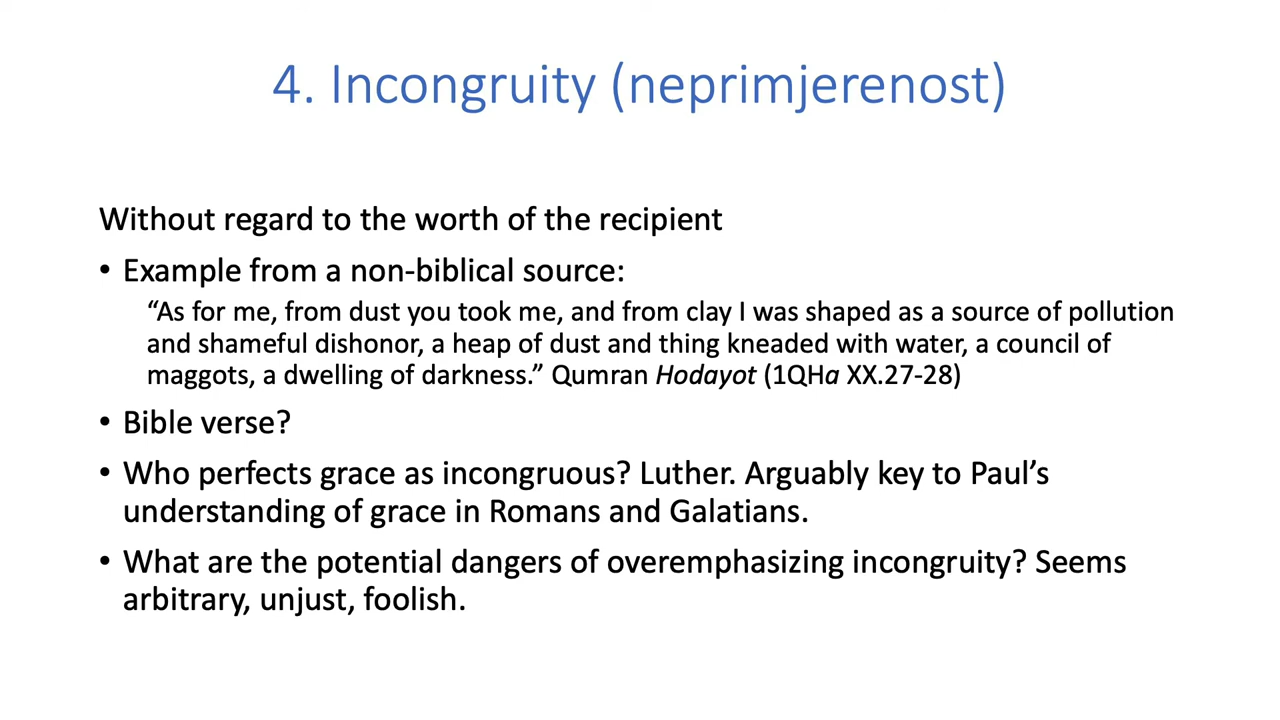 4. Incongruity (neprimjerenost)
Without regard to the worth of the recipient
• Example from a non-biblical source:
“As for me, from dust you took me, and from clay I was shaped as a source of pollution
and shameful dishonor, a heap of dust and thing kneaded with water, a council of
maggots, a dwelling of darkness.” Qumran Hodayot (1QHa XX.27-28)
• Bible verse?
• Who perfects grace as incongruous? Luther. Arguably key to Paul’s
understanding of grace in Romans and Galatians.
• What are the potential dangers of overemphasizing incongruity? Seems
arbitrary, unjust, foolish.